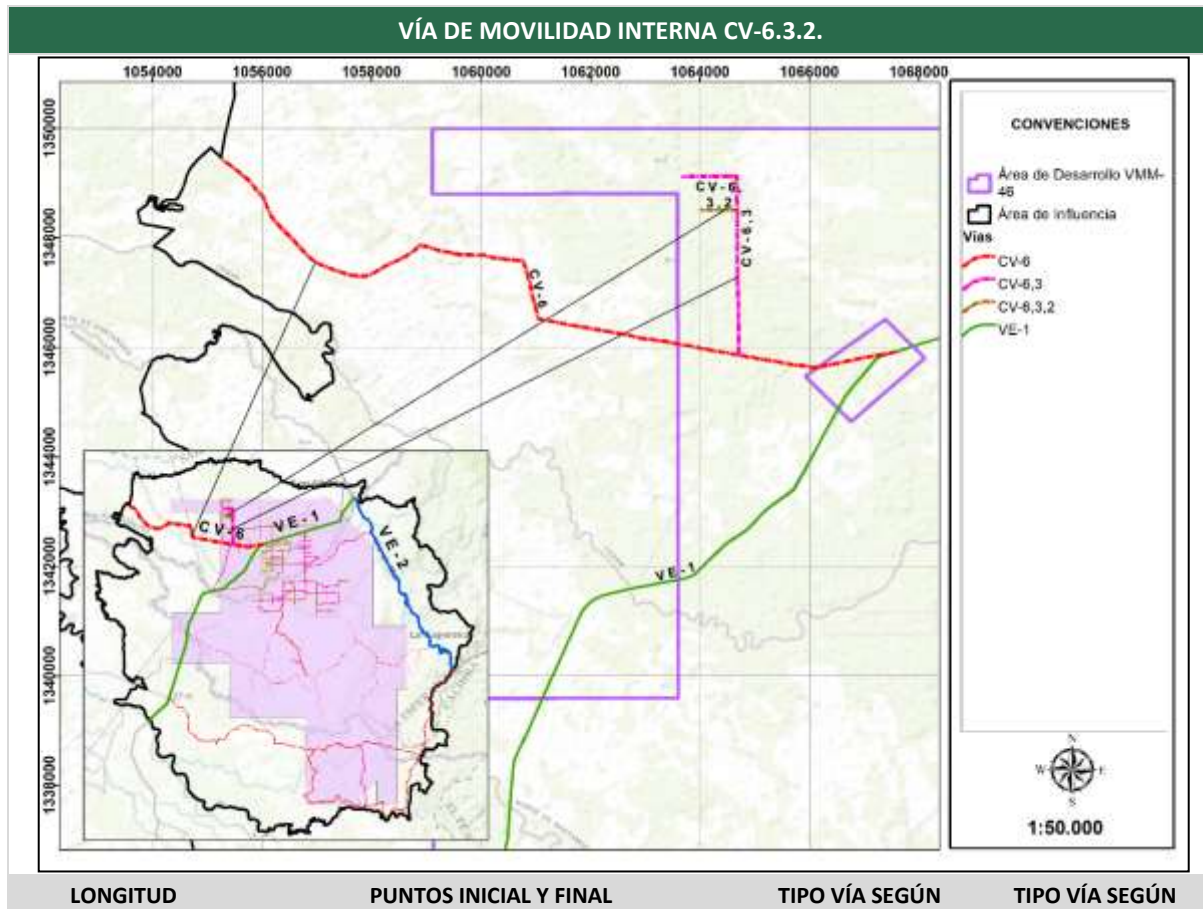 VÍA DE MOVILIDAD INTERNA CV-6.3.2.
1054000 1056000 1058000 1060000 1062000 1064000 1066000 1068000
1350000
1348000
1346000
1344000
1342000
1340000
1338000
CV-6
3,2
CV-6,3
CV-6
VE-1
CV-6
VE-1
VE-2
CONVENCIONES
Área de Desarrollo VMM-
46
Área de Influencia
Vías
CV-6
CV-6,3
CV-6,3,2
VE-1
N
W E
S
1:50.000
LONGITUD PUNTOS INICIAL Y FINAL TIPO VÍA SEGÚN TIPO VÍA SEGÚN